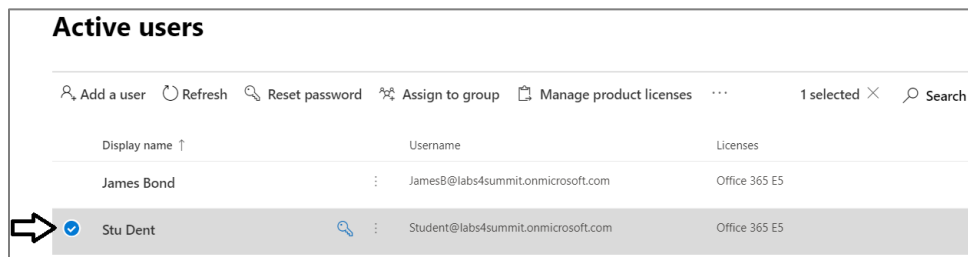 Active users
Add a user Refresh Reset password Assign to group Manage product licenses ... 1 selected × Search
Display name ↑ Username Licenses
James Bond JamesB@labs4summit.onmicrosoft.com Office 365 E5
Stu Dent Student@labs4summit.onmicrosoft.com Office 365 E5